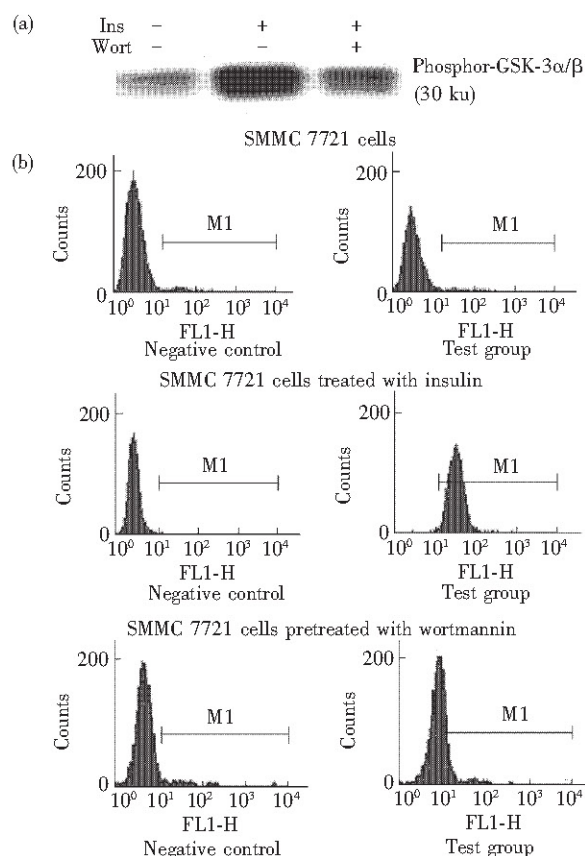 (a)
Ins − + +
Wort − − +
Phosphor-GSK-3α/β
(30 ku)
(b)
SMMC 7721 cells
200
Counts
M1
0
10⁰ 10¹ 10² 10³ 10⁴
FL1-H
Negative control
200
Counts
M1
0
10⁰ 10¹ 10² 10³ 10⁴
FL1-H
Test group
SMMC 7721 cells treated with insulin
200
Counts
M1
0
10⁰ 10¹ 10² 10³ 10⁴
FL1-H
Negative control
200
Counts
M1
0
10⁰ 10¹ 10² 10³ 10⁴
FL1-H
Test group
SMMC 7721 cells pretreated with wortmannin
200
Counts
M1
0
10⁰ 10¹ 10² 10³ 10⁴
FL1-H
Negative control
200
Counts
M1
0
10⁰ 10¹ 10² 10³ 10⁴
FL1-H
Test group